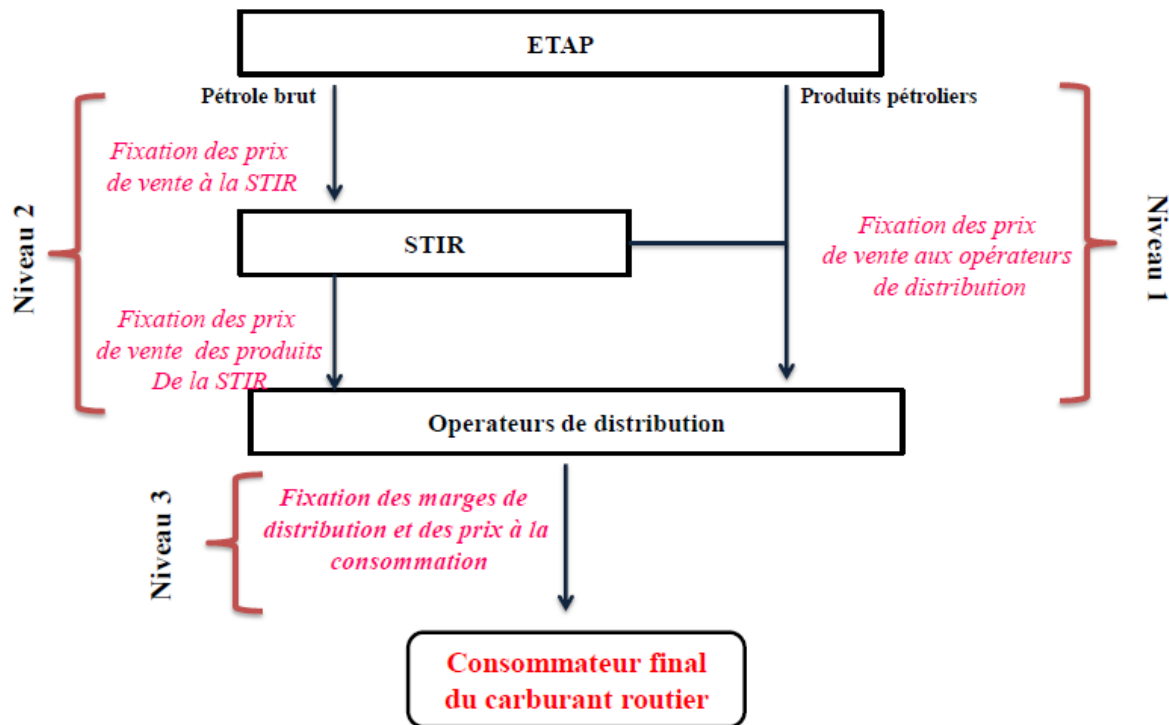 ETAP
Pétrole brut
Produits pétroliers
Fixation des prix
de vente à la STIR
Niveau 2
STIR
Fixation des prix
de vente aux opérateurs
de distribution
Niveau 1
Fixation des prix
de vente des produits
De la STIR
Operateurs de distribution
Niveau 3
Fixation des marges de
distribution et des prix à la
consommation
Consommateur final
du carburant routier